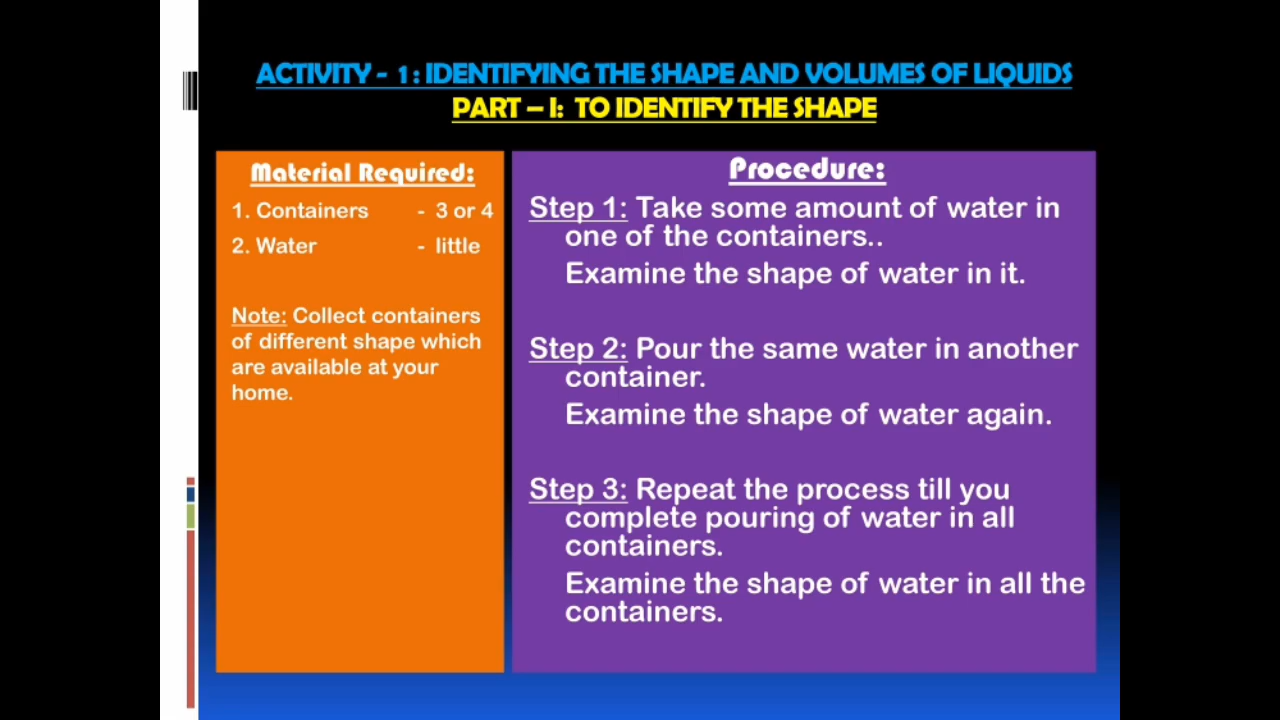 ACTIVITY - 1: IDENTIFYING THE SHAPE AND VOLUMES OF LIQUIDS
PART – I: TO IDENTIFY THE SHAPE
Material Required:
1. Containers - 3 or 4
2. Water - little
Note: Collect containers
of different shape which
are available at your
home.
Procedure:
Step 1: Take some amount of water in
one of the containers..
Examine the shape of water in it.
Step 2: Pour the same water in another
container.
Examine the shape of water again.
Step 3: Repeat the process till you
complete pouring of water in all
containers.
Examine the shape of water in all the
containers.